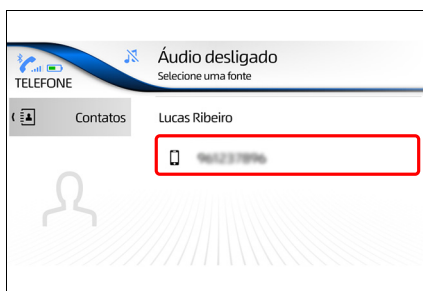 Áudio desligado
Selecione uma fonte
TELEFONE
Contatos
Lucas Ribeiro